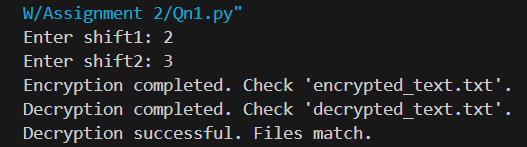 W/Assignment 2/Qn1.py"
Enter shift1: 2
Enter shift2: 3
Encryption completed. Check 'encrypted_text.txt'.
Decryption completed. Check 'decrypted_text.txt'.
Decryption successful. Files match.